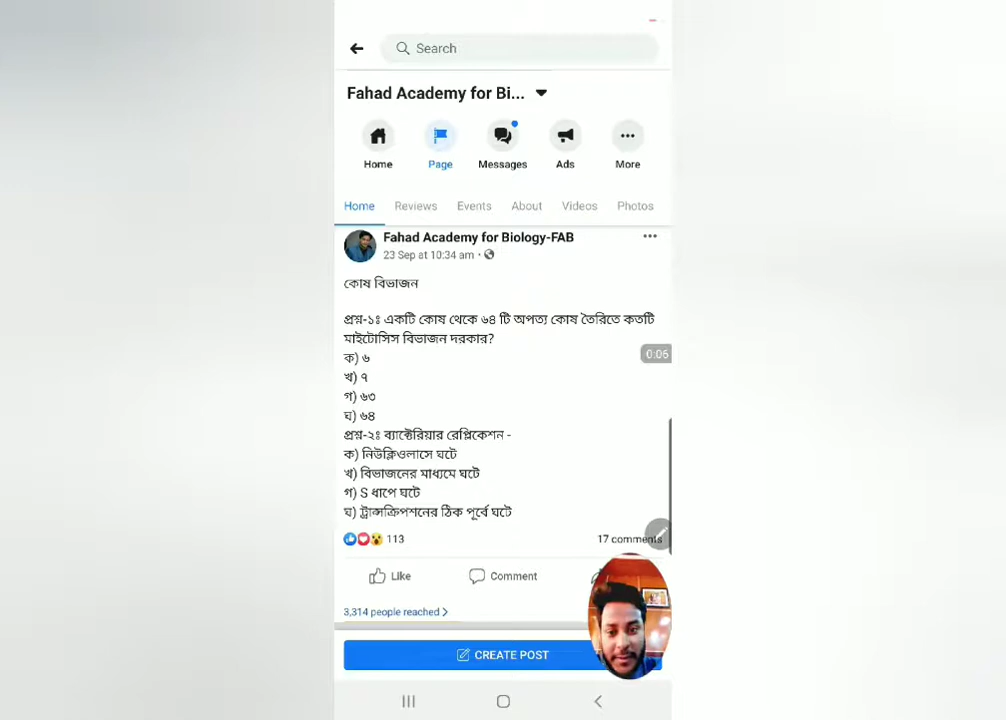 Search
Fahad Academy for Bi...
Home
Page
Messages
Ads
More
Home
Reviews
Events
About
Videos
Photos
Fahad Academy for Biology-FAB
23 Sep at 10:34 am
কোষ বিভাজন
প্রশ্ন-১ঃ একটি কোষ থেকে ৬৪ টি অপত্য কোষ তৈরিতে কতটি
মাইটোসিস বিভাজন দরকার?
ক) ৬
খ) ৭
গ) ৬৩
ঘ) ৬৪
প্রশ্ন-২ঃ ব্যাক্টেরিয়ার রেপ্লিকেশন -
ক) নিউক্লিওলাসে ঘটে
খ) বিভাজনের মাধ্যমে ঘটে
গ) S ধাপে ঘটে
ঘ) ট্রান্সক্রিপশনের ঠিক পূর্বে ঘটে
0:06
113
17 comments
Like
Comment
3,314 people reached
CREATE POST